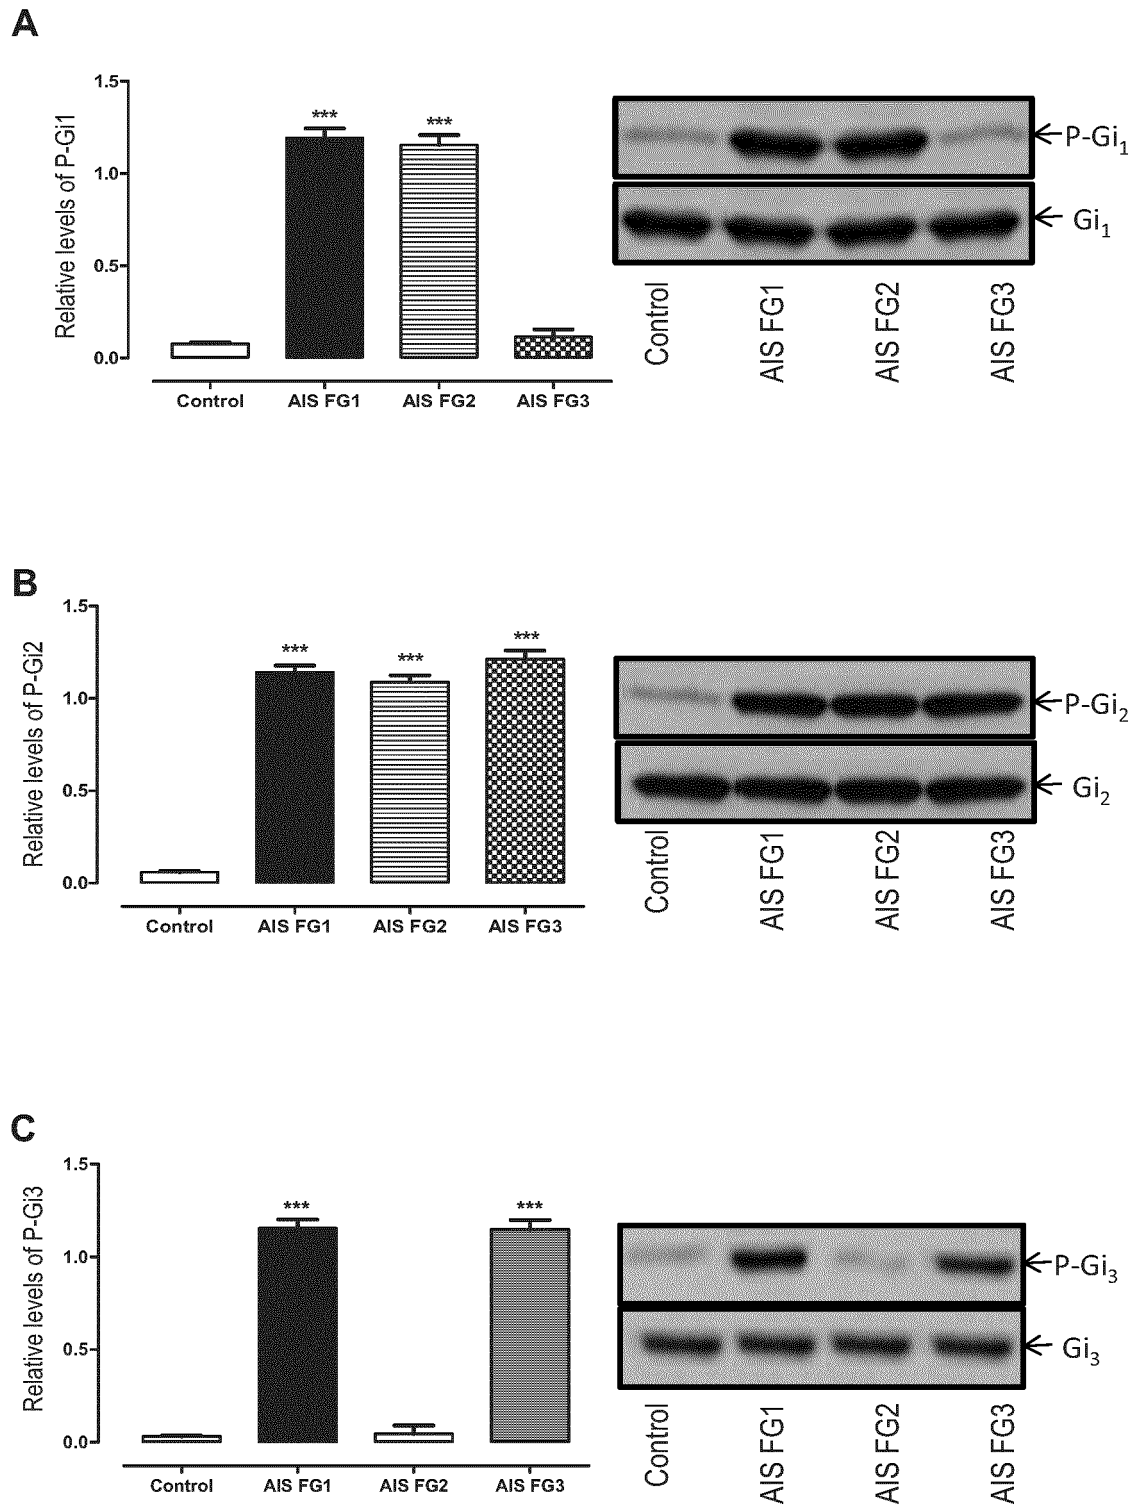 A
Relative levels of P-Gi1
1.5
1.0
0.5
0.0
***
***
Control
AIS FG1
AIS FG2
AIS FG3
P-Gi1
Gi1
Control
AIS FG1
AIS FG2
AIS FG3
B
Relative levels of P-Gi2
1.5
1.0
0.5
0.0
***
***
***
Control
AIS FG1
AIS FG2
AIS FG3
P-Gi2
Gi2
Control
AIS FG1
AIS FG2
AIS FG3
C
Relative levels of P-Gi3
1.5
1.0
0.5
0.0
***
***
Control
AIS FG1
AIS FG2
AIS FG3
P-Gi3
Gi3
Control
AIS FG1
AIS FG2
AIS FG3